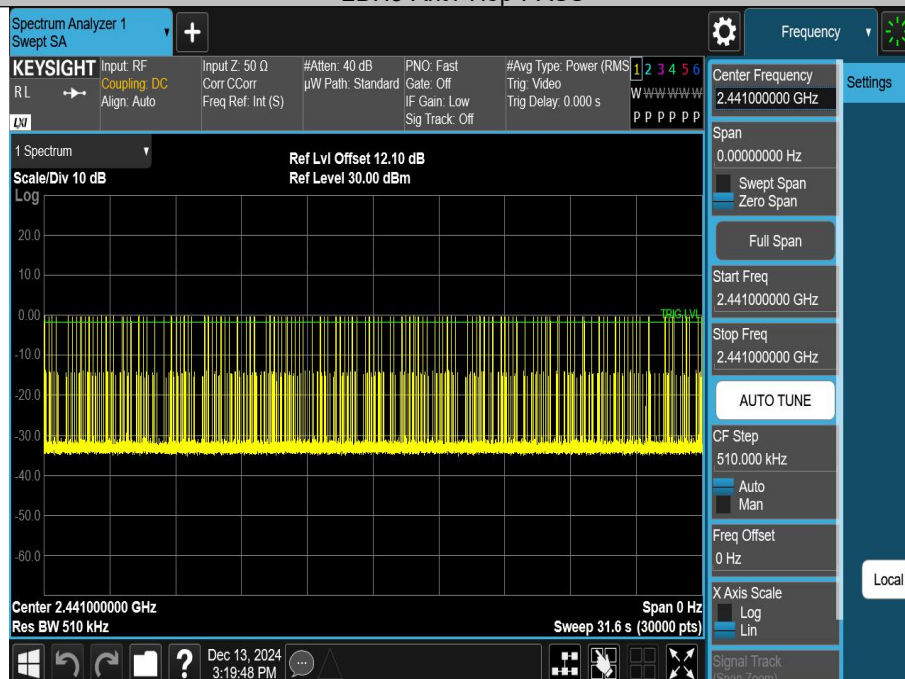 Spectrum Analyzer 1
Swept SA
+
Frequency
KEYSIGHT
RL
LXI
Input: RF
Coupling: DC
Align: Auto
Input Z: 50 Ω
Corr CCorr
Freq Ref: Int (S)
#Atten: 40 dB
µW Path: Standard
PNO: Fast
Gate: Off
IF Gain: Low
Sig Track: Off
#Avg Type: Power (RMS
Trig: Video
Trig Delay: 0.000 s
1 2 3 4 5 6
W W W W W W
P P P P P P
1 Spectrum
Scale/Div 10 dB
Ref Lvl Offset 12.10 dB
Ref Level 30.00 dBm
Log
20.0
10.0
0.00
TRIG LVL
-10.0
-20.0
-30.0
-40.0
-50.0
-60.0
Center 2.441000000 GHz
Res BW 510 kHz
Span 0 Hz
Sweep 31.6 s (30000 pts)
Center Frequency
2.441000000 GHz
Settings
Span
0.00000000 Hz
Swept Span
Zero Span
Full Span
Start Freq
2.441000000 GHz
Stop Freq
2.441000000 GHz
AUTO TUNE
CF Step
510.000 kHz
Auto
Man
Freq Offset
0 Hz
Local
X Axis Scale
Log
Lin
Signal Track
(Span Zoom)
?
Dec 13, 2024
3:19:48 PM